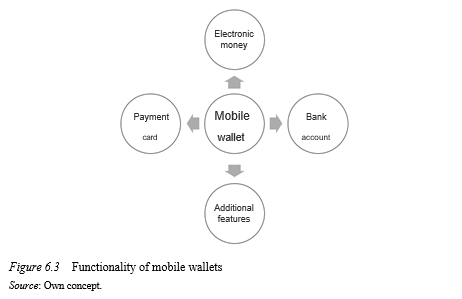 Electronic
money
Payment
card
Mobile
wallet
Bank
account
Additional
features
Figure 6.3 Functionality of mobile wallets
Source: Own concept.